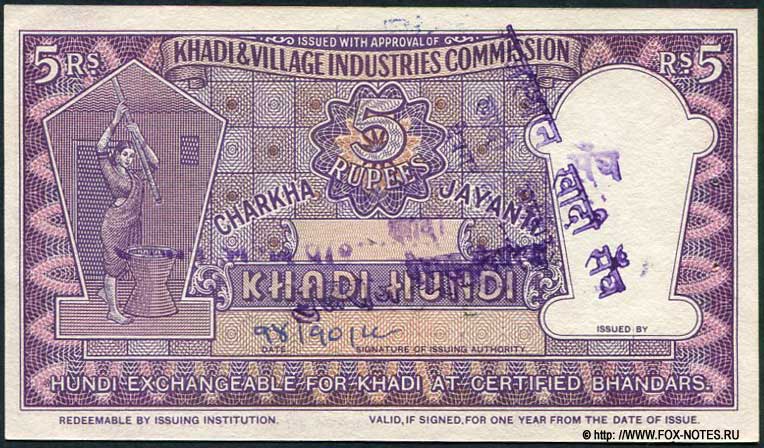 ISSUED WITH APPROVAL OF
KHADI & VILLAGE INDUSTRIES COMMISSION
5 RS.
RS 5
5
RUPEES
CHARKHA JAYANTI
KHADI HUNDI
खादी संघ
संघ
DATE
SIGNATURE OF ISSUING AUTHORITY
ISSUED BY
HUNDI EXCHANGEABLE FOR KHADI AT CERTIFIED BHANDARS.
REDEEMABLE BY ISSUING INSTITUTION.
VALID, IF SIGNED, FOR ONE YEAR FROM THE DATE OF ISSUE.
© http://www.FOX-NOTES.RU